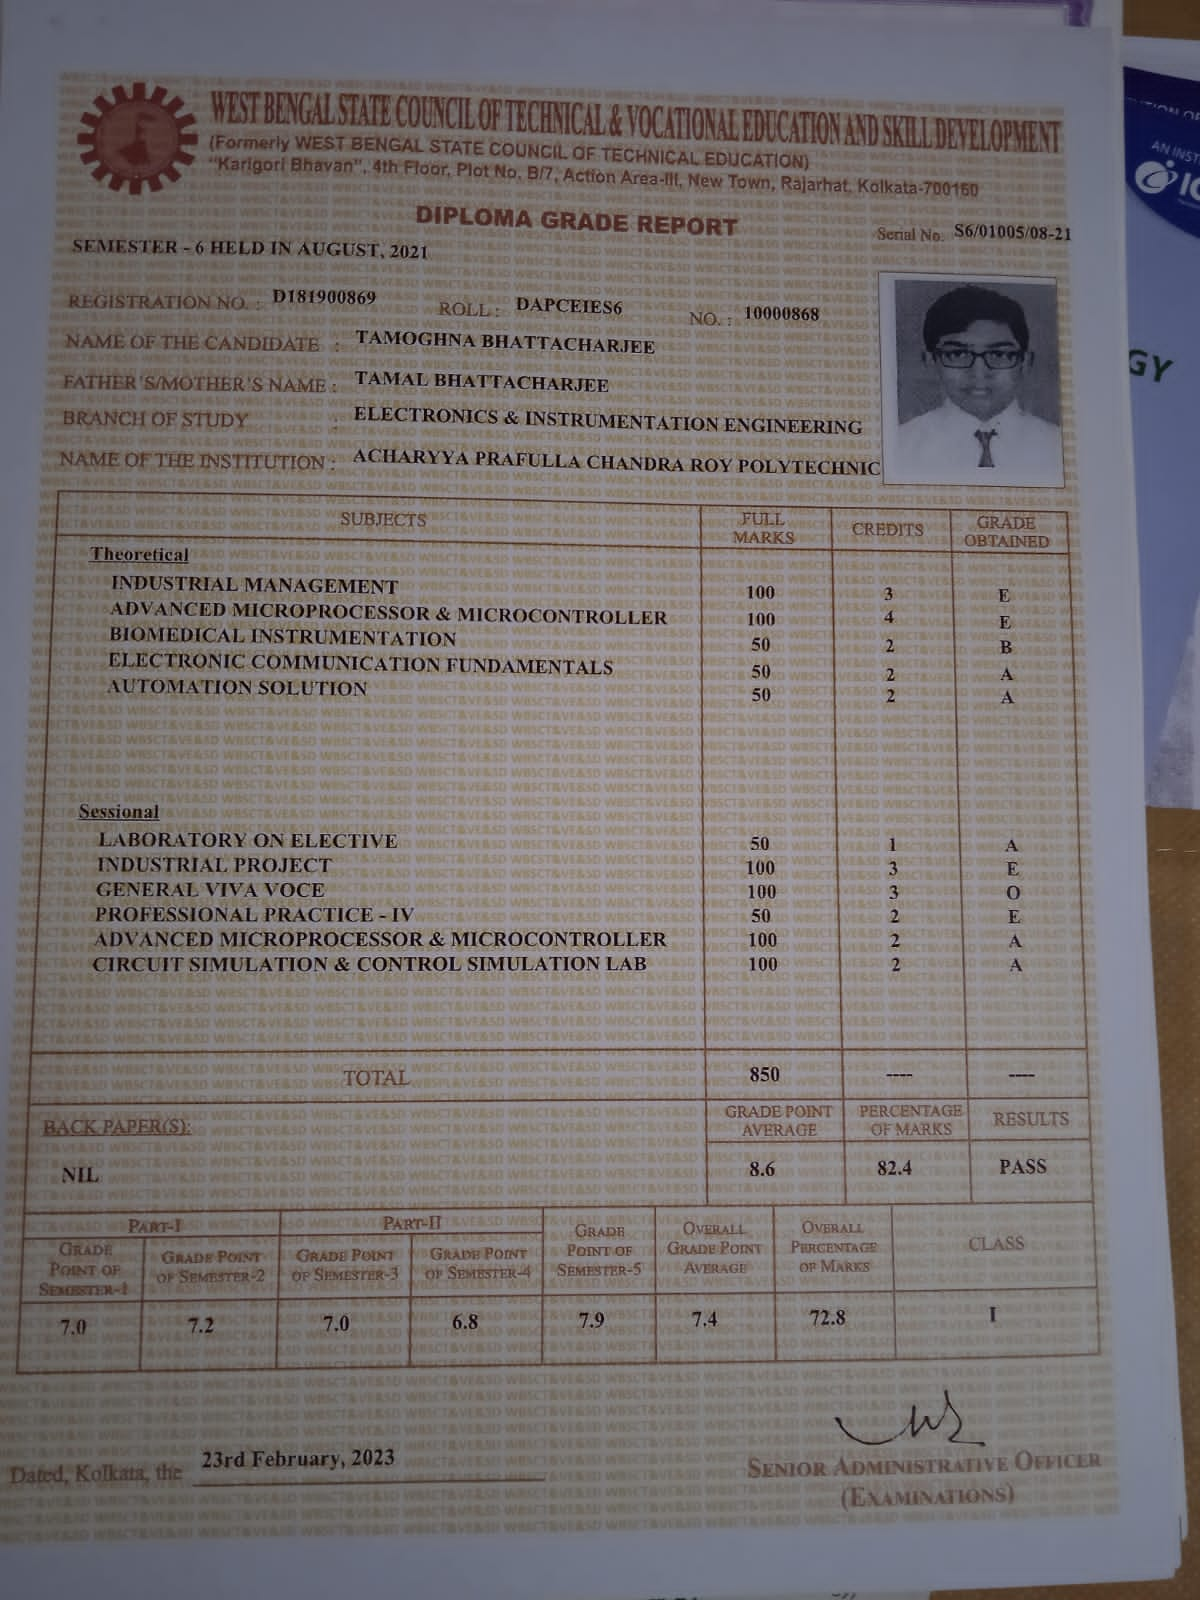 WEST BENGAL STATE COUNCIL OF TECHNICAL & VOCATIONAL EDUCATION AND SKILL DEVELOPMENT
(Formerly WEST BENGAL STATE COUNCIL OF TECHNICAL EDUCATION)
"Karigori Bhavan", 4th Floor, Plot No. B/7, Action Area-III, New Town, Rajarhat, Kolkata-700160
DIPLOMA GRADE REPORT
Serial No. S6/01005/08-21
SEMESTER - 6 HELD IN AUGUST, 2021
REGISTRATION NO. : D181900869 ROLL : DAPCEIES6 NO. : 10000868
NAME OF THE CANDIDATE : TAMOGHNA BHATTACHARJEE
FATHER'S/MOTHER'S NAME : TAMAL BHATTACHARJEE
BRANCH OF STUDY : ELECTRONICS & INSTRUMENTATION ENGINEERING
NAME OF THE INSTITUTION : ACHARYYA PRAFULLA CHANDRA ROY POLYTECHNIC
SUBJECTS FULL MARKS CREDITS GRADE OBTAINED
Theoretical
INDUSTRIAL MANAGEMENT 100 3 E
ADVANCED MICROPROCESSOR & MICROCONTROLLER 100 4 E
BIOMEDICAL INSTRUMENTATION 50 2 B
ELECTRONIC COMMUNICATION FUNDAMENTALS 50 2 A
AUTOMATION SOLUTION 50 2 A
Sessional
LABORATORY ON ELECTIVE 50 1 A
INDUSTRIAL PROJECT 100 3 E
GENERAL VIVA VOCE 100 3 O
PROFESSIONAL PRACTICE - IV 50 2 E
ADVANCED MICROPROCESSOR & MICROCONTROLLER 100 2 A
CIRCUIT SIMULATION & CONTROL SIMULATION LAB 100 2 A
TOTAL 850 ---- ----
BACK PAPER(S): GRADE POINT AVERAGE PERCENTAGE OF MARKS RESULTS
NIL 8.6 82.4 PASS
PART-I PART-II
GRADE POINT OF SEMESTER-1 GRADE POINT OF SEMESTER-2 GRADE POINT OF SEMESTER-3 GRADE POINT OF SEMESTER-4 GRADE POINT OF SEMESTER-5 OVERALL GRADE POINT AVERAGE OVERALL PERCENTAGE OF MARKS CLASS
7.0 7.2 7.0 6.8 7.9 7.4 72.8 I
Dated, Kolkata, the 23rd February, 2023
SENIOR ADMINISTRATIVE OFFICER
(EXAMINATIONS)
AN INST
GY